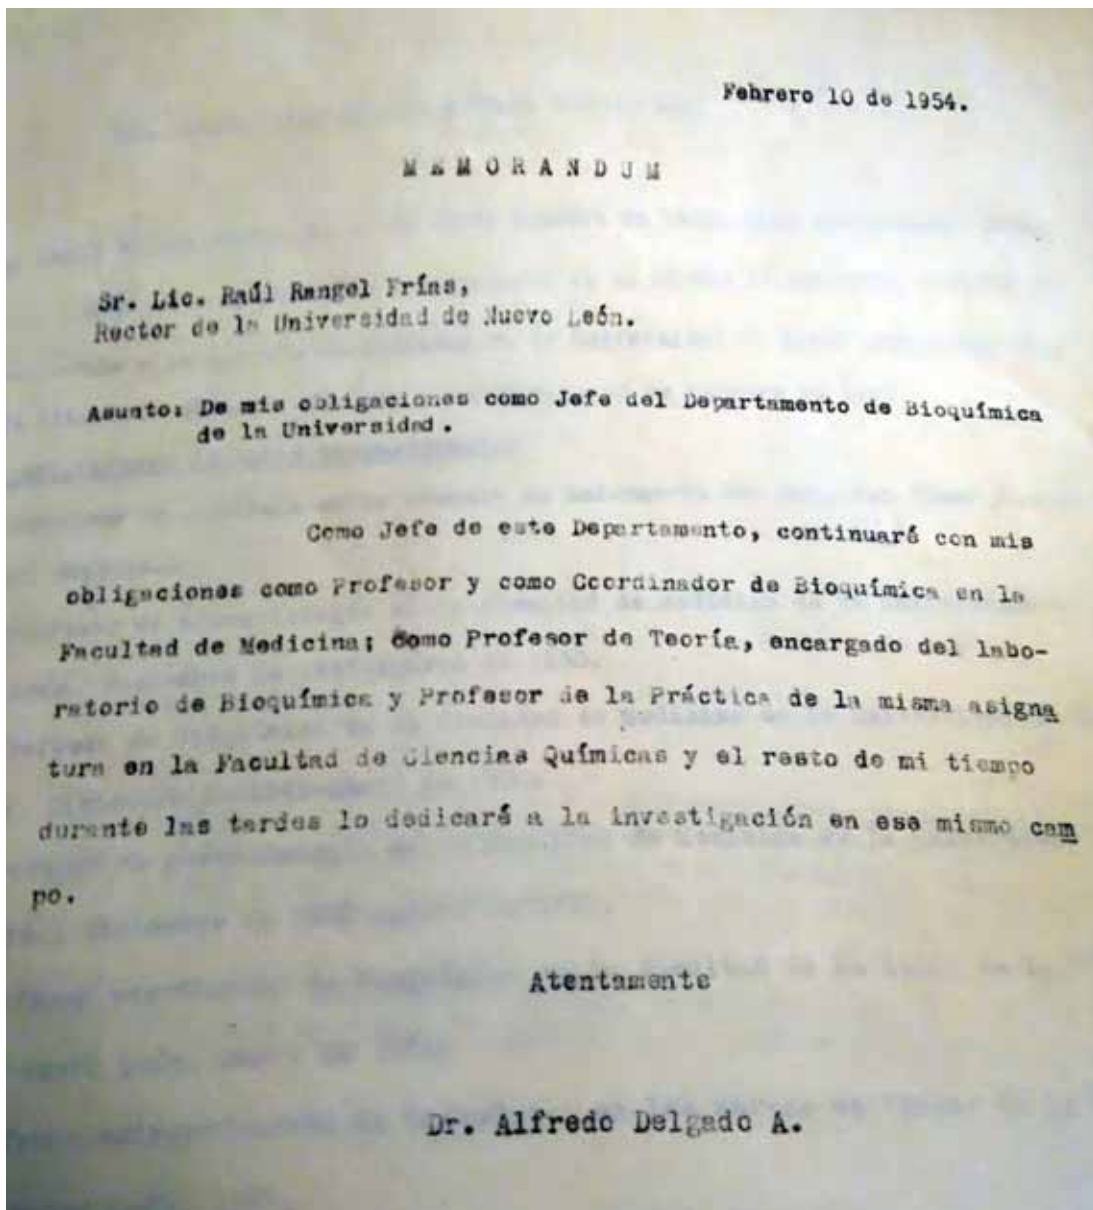 Febrero 10 de 1954.
MEMORANDUM
Sr. Lic. Raúl Rangel Frías,
Rector de la Universidad de Nuevo León.
Asunto: De mis obligaciones como Jefe del Departamento de Bioquímica
de la Universidad.
Como Jefe de este Departamento, continuaré con mis
obligaciones como Profesor y como Coordinador de Bioquímica en la
Facultad de Medicina; como Profesor de Teoría, encargado del labo-
ratorio de Bioquímica y Profesor de la Práctica de la misma asigna
tura en la Facultad de Ciencias Químicas y el resto de mi tiempo
durante las tardes lo dedicaré a la investigación en ese mismo cam
po.
Atentamente
Dr. Alfredo Delgado A.